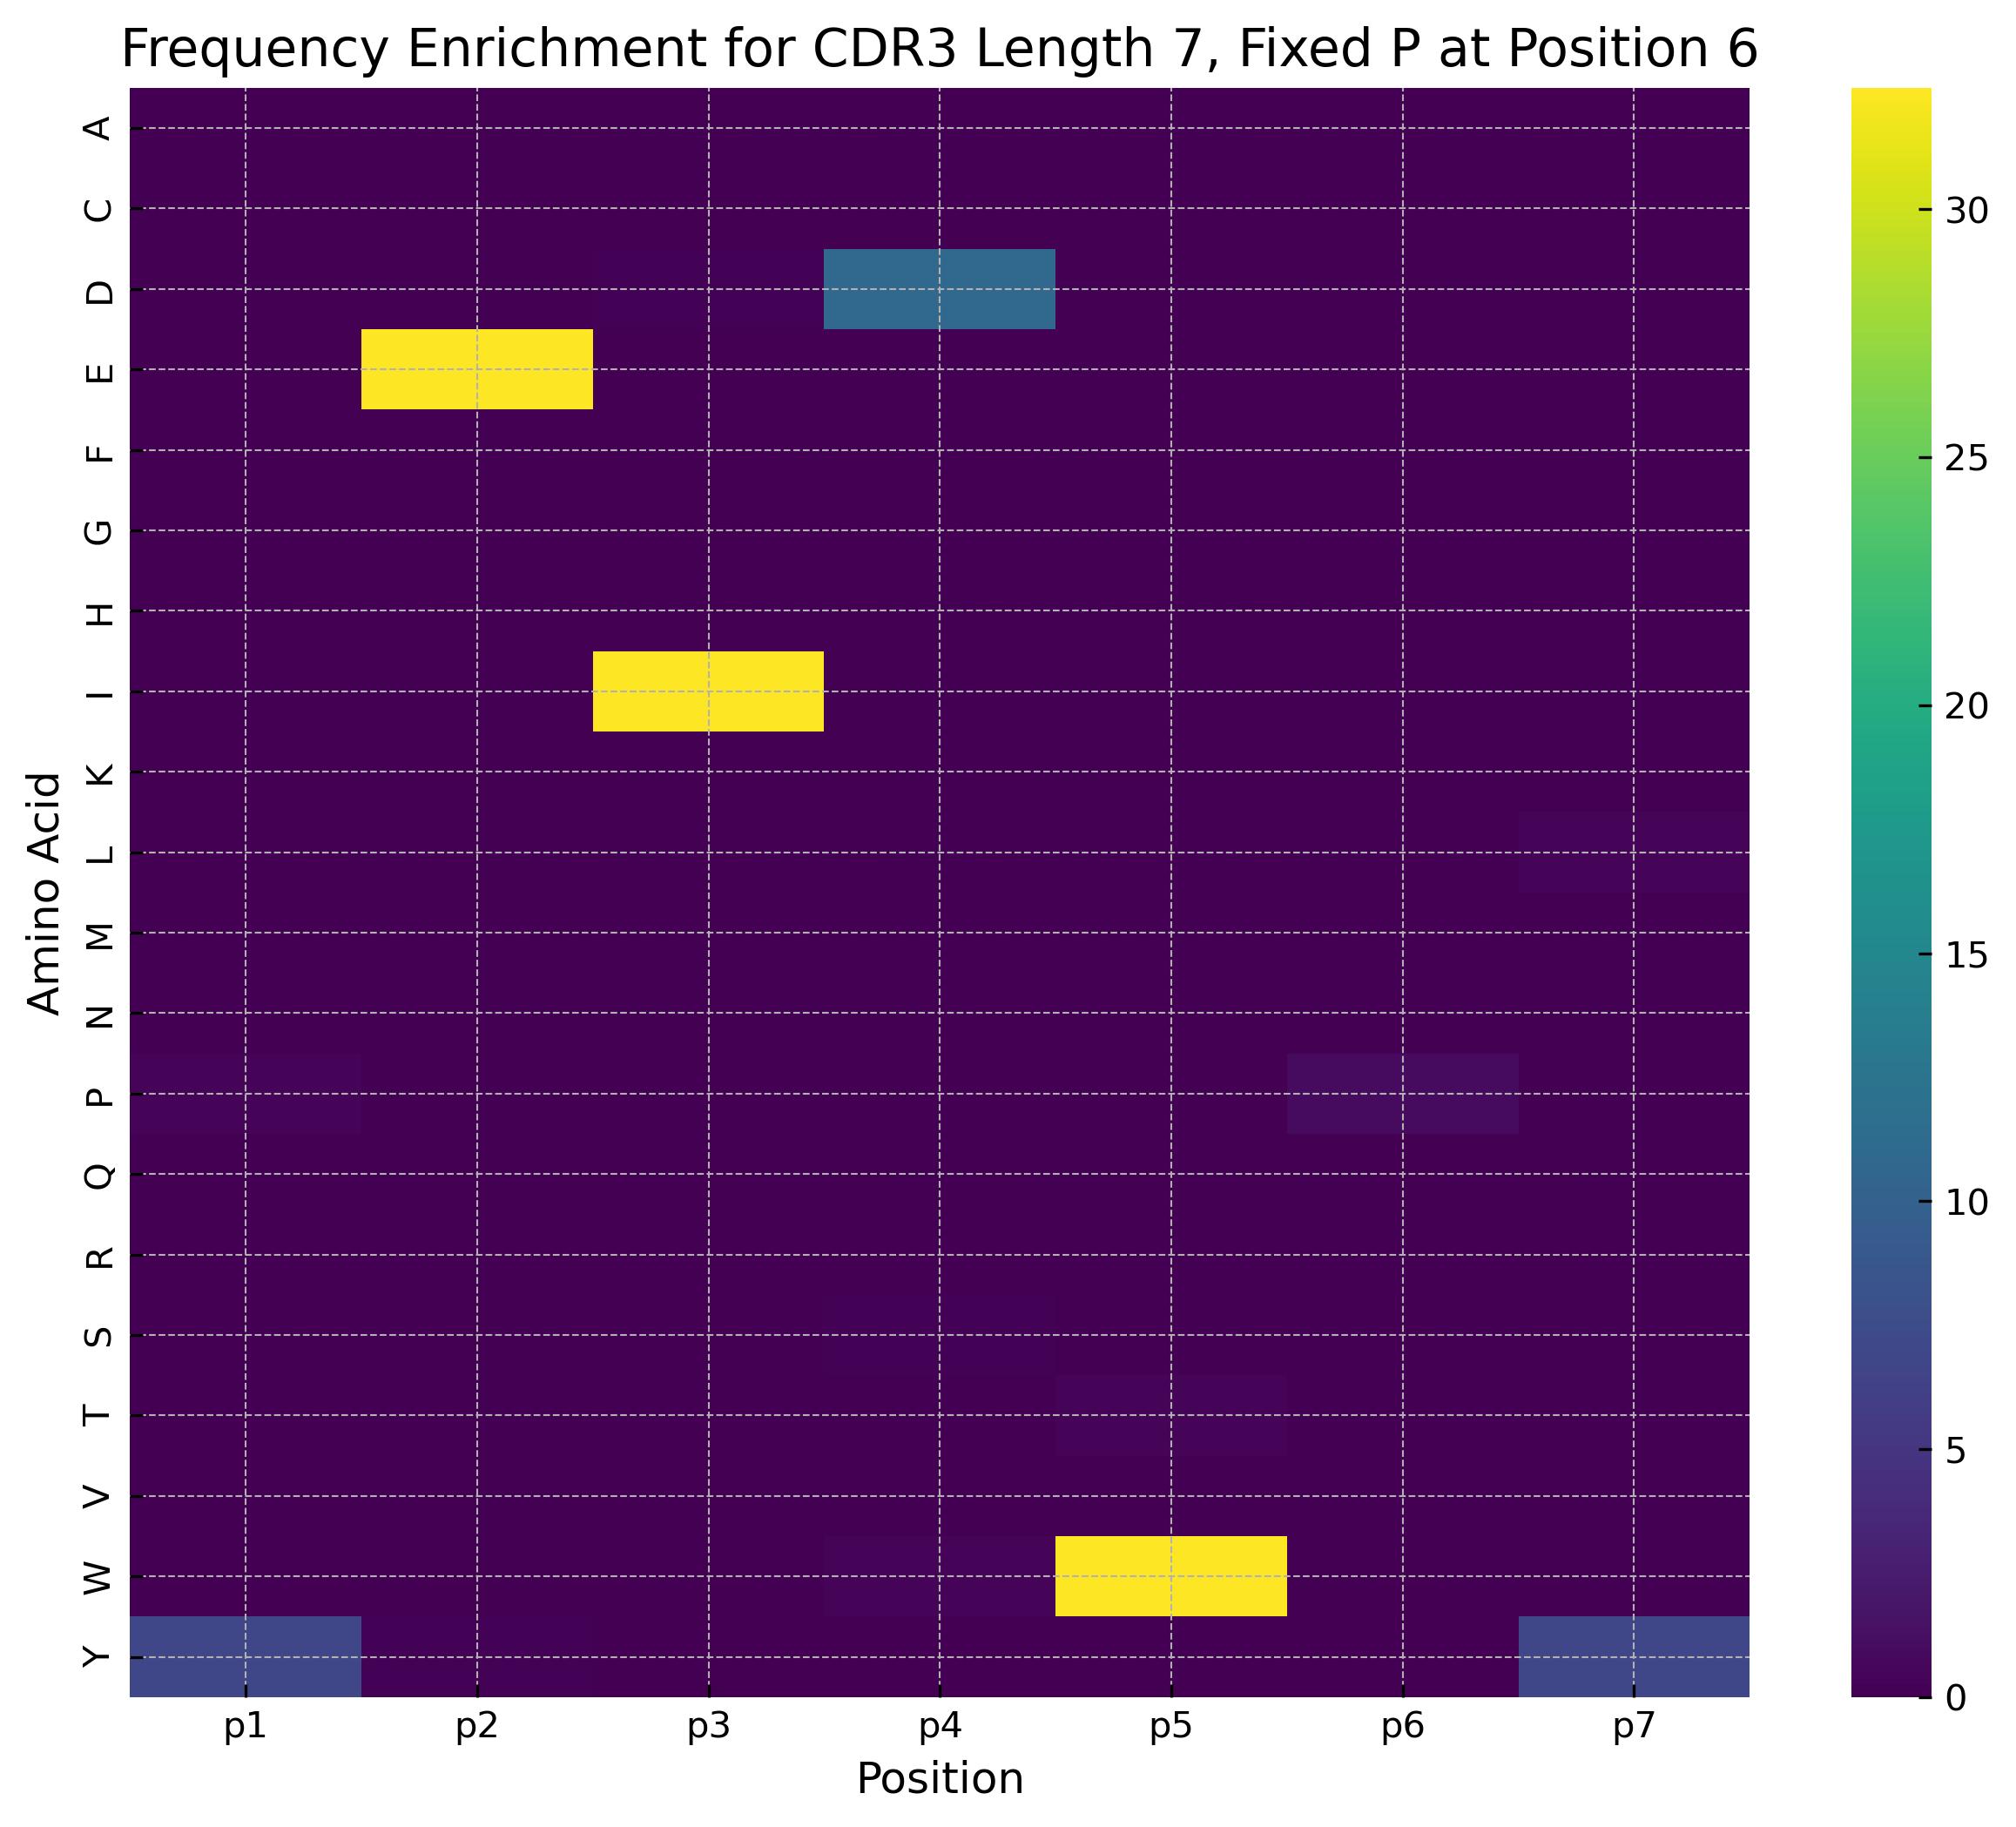 Frequency Enrichment for CDR3 Length 7, Fixed P at Position 6
Amino Acid
A
C
D
E
F
G
H
I
K
L
M
N
P
Q
R
S
T
V
W
Y
p1 p2 p3 p4 p5 p6 p7
Position
30
25
20
15
10
5
0